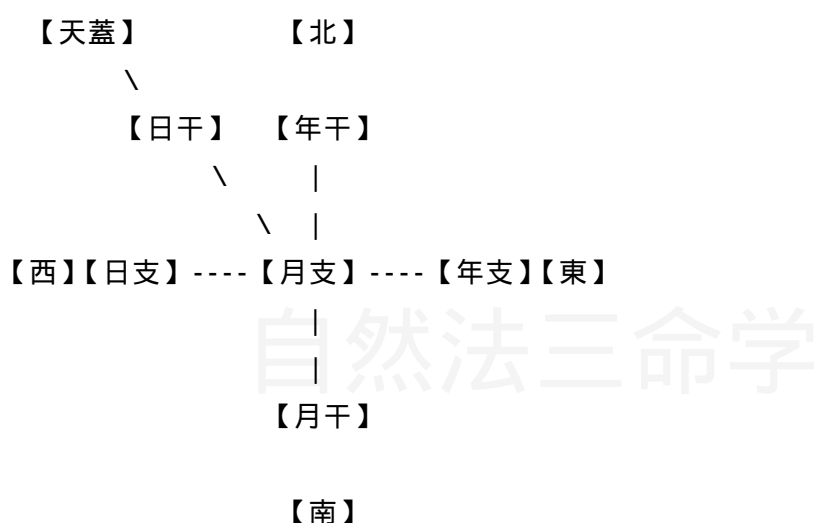 【天蓋】 【北】
\
【日干】 【年干】
\ |
\ |
【西】【日支】----【月支】----【年支】【東】
|
自然法三命学
|
【月干】
【南】